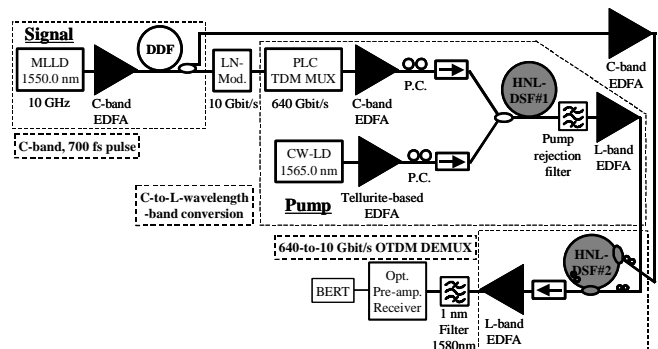 Signal
MLLD
1550.0 nm
10 GHz
C-band
EDFA
DDF
LN-
Mod.
10 Gbit/s
PLC
TDM MUX
640 Gbit/s
C-band
EDFA
P.C.
HNL-
DSF#1
Pump
rejection
filter
L-band
EDFA
C-band
EDFA
C-band, 700 fs pulse
CW-LD
1565.0 nm
Pump
Tellurite-based
EDFA
P.C.
C-to-L-wavelength
-band conversion
640-to-10 Gbit/s OTDM DEMUX
HNL-
DSF#2
BERT
Opt.
Pre-amp.
Receiver
1 nm
Filter
1580nm
L-band
EDFA